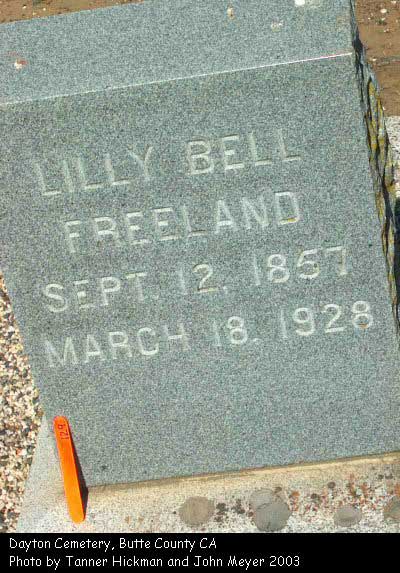 LILLY BELL
FREELAND
SEPT. 12. 1857
MARCH 18. 1928
129
Dayton Cemetery, Butte County CA
Photo by Tanner Hickman and John Meyer 2003